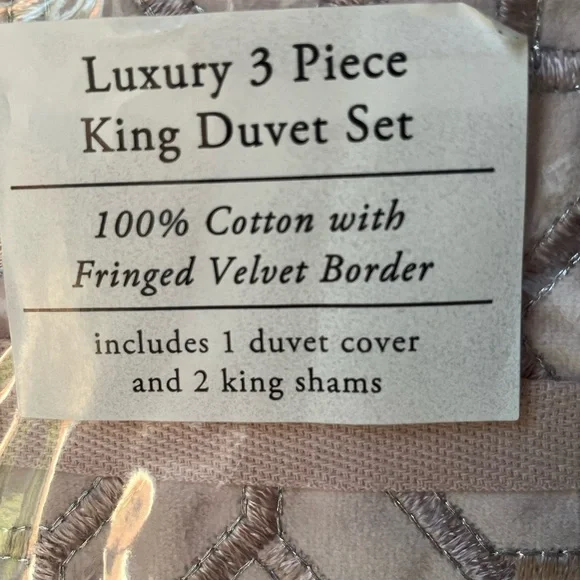 Luxury 3 Piece
King Duvet Set
100% Cotton with
Fringed Velvet Border
includes 1 duvet cover
and 2 king shams